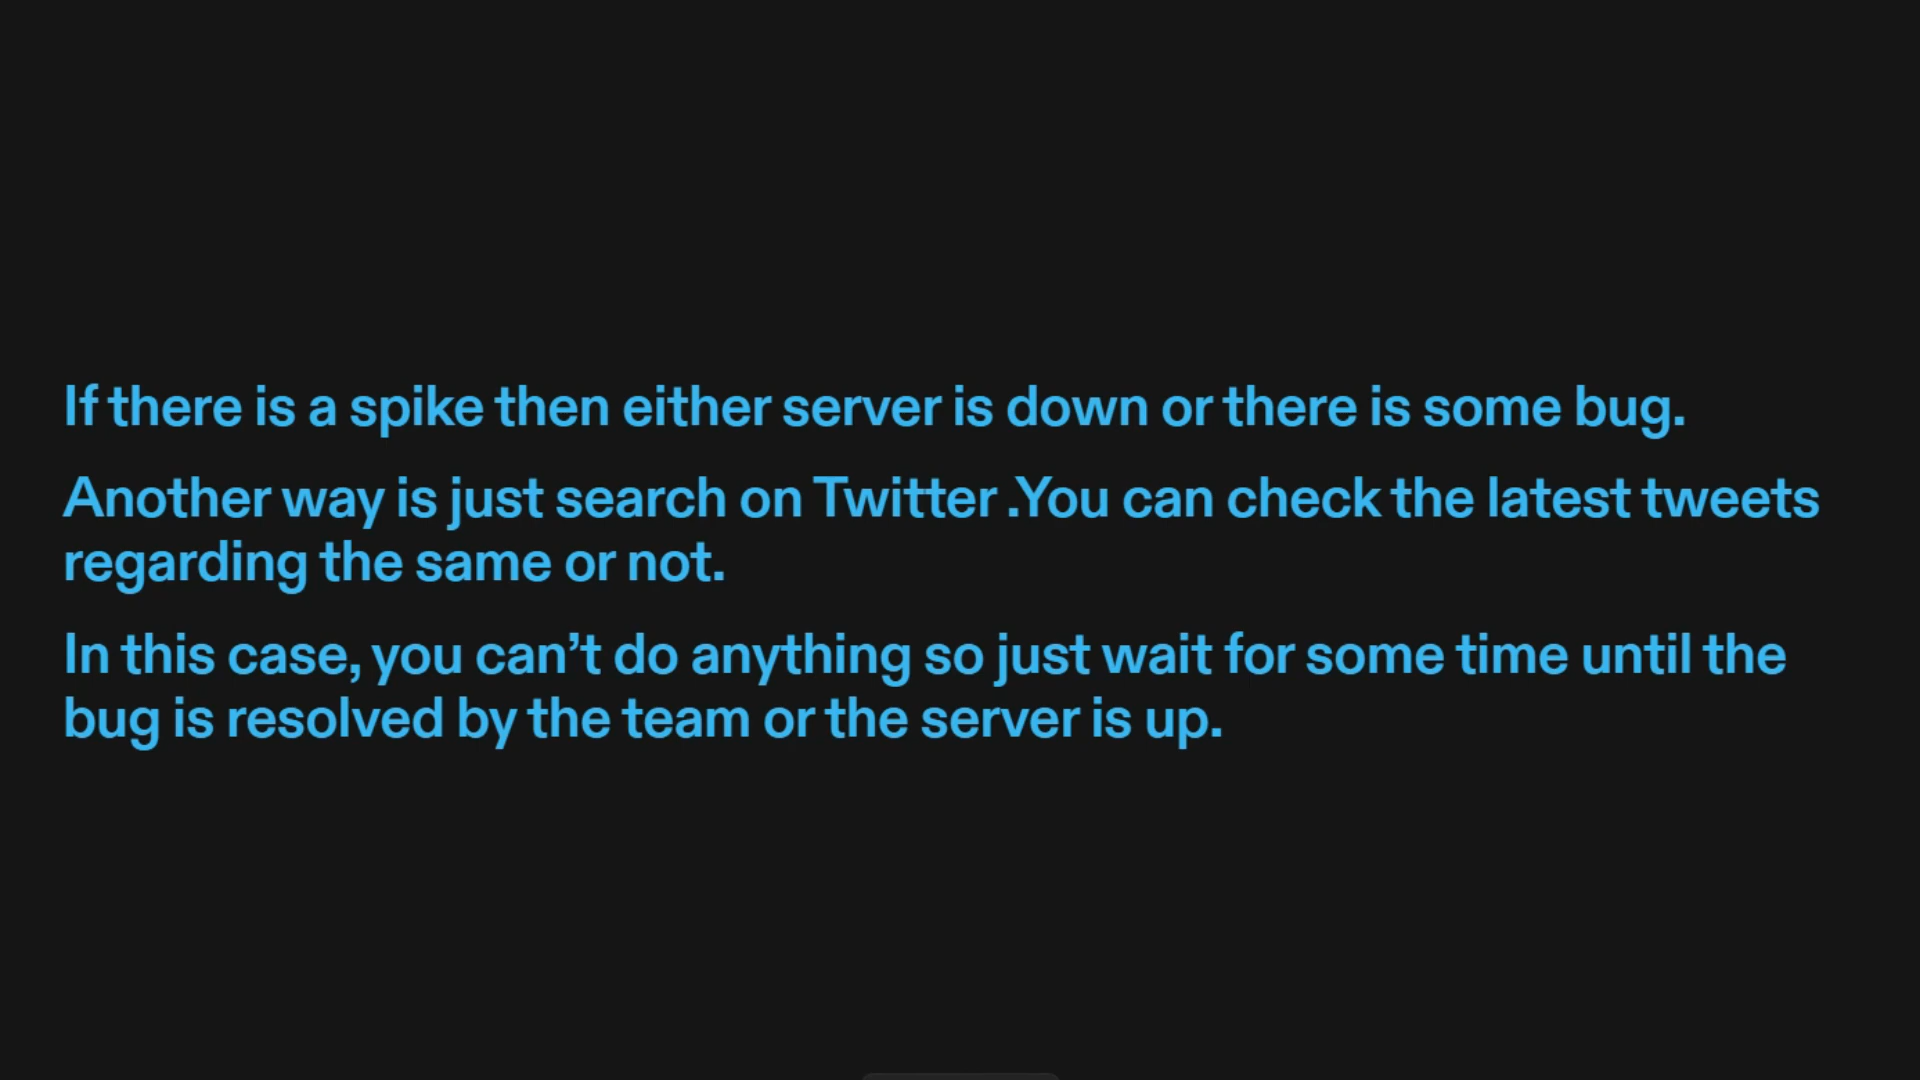 If there is a spike then either server is down or there is some bug.
Another way is just search on Twitter .You can check the latest tweets
regarding the same or not.
In this case, you can’t do anything so just wait for some time until the
bug is resolved by the team or the server is up.